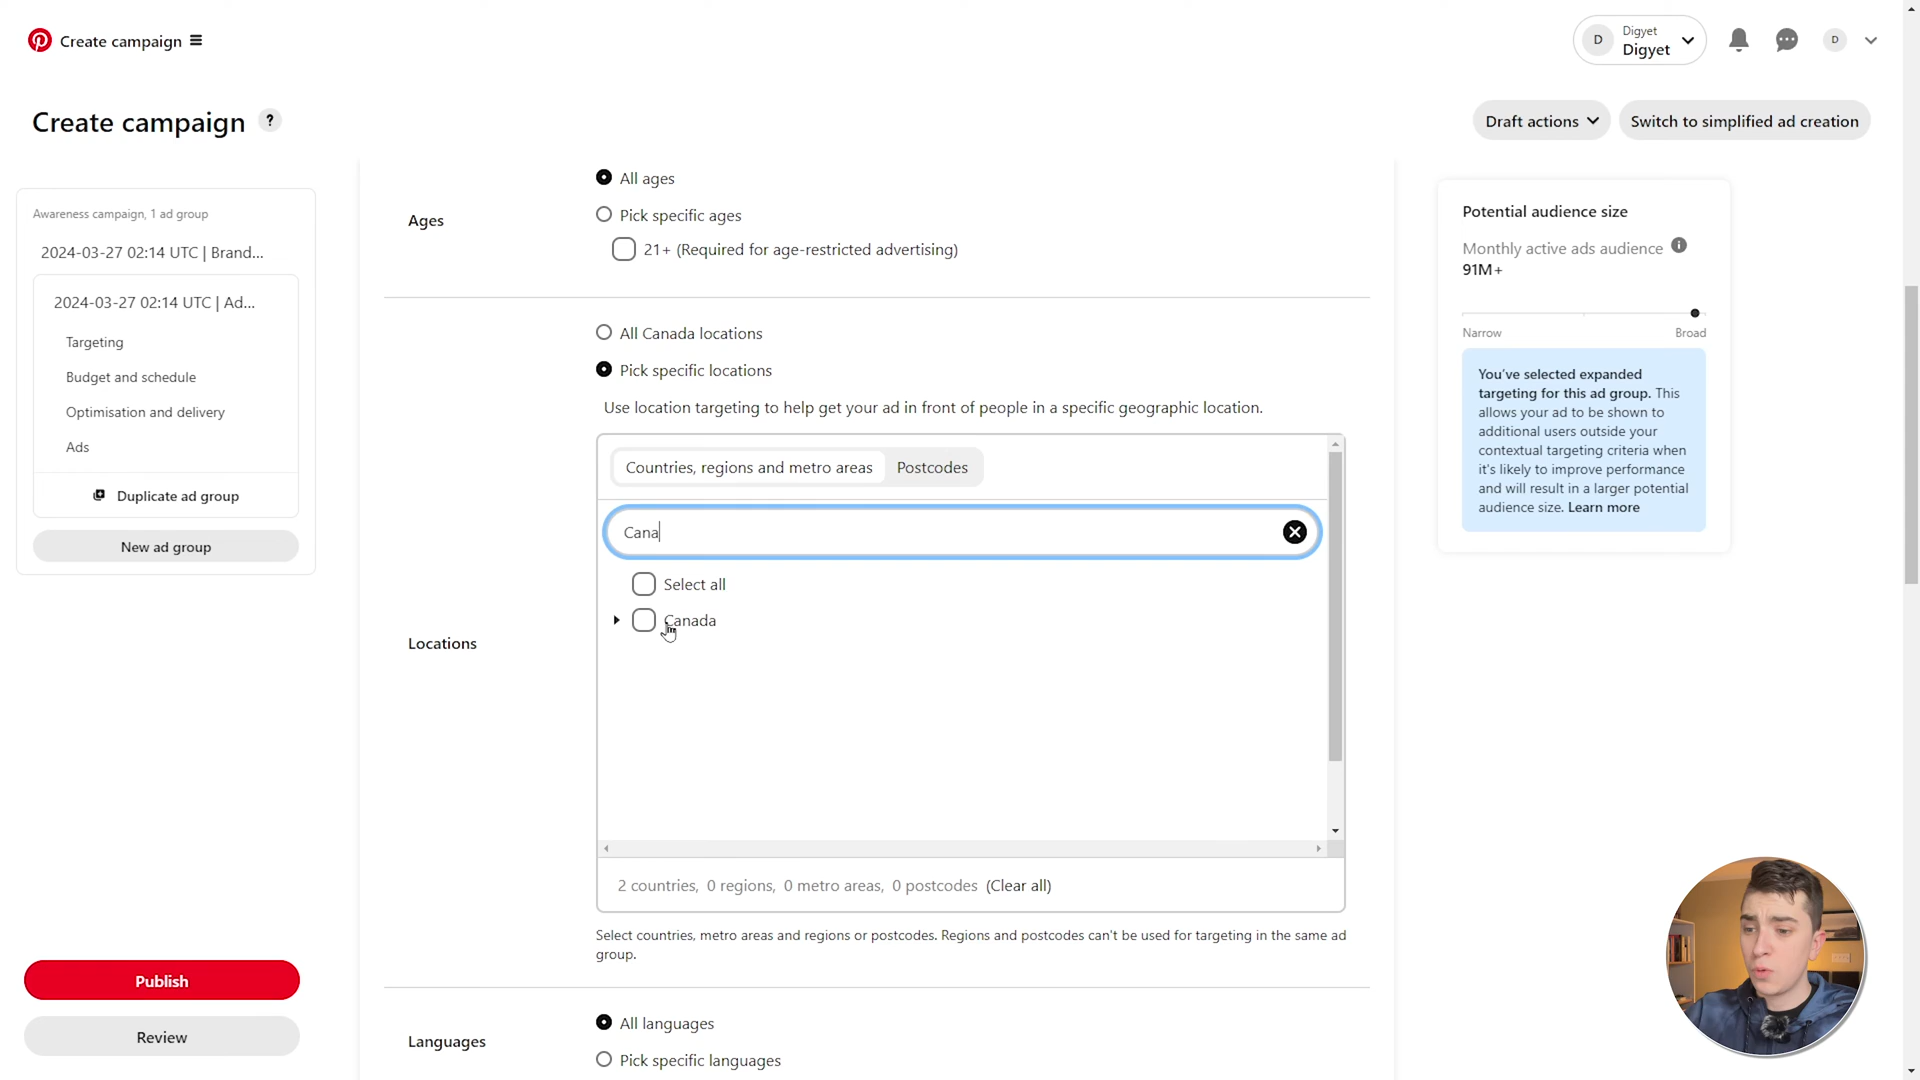 Create campaign
D
Digyet
Digyet
D
Create campaign ?
Draft actions
Switch to simplified ad creation
Awareness campaign, 1 ad group
2024-03-27 02:14 UTC | Brand...
2024-03-27 02:14 UTC | Ad...
Targeting
Budget and schedule
Optimisation and delivery
Ads
Duplicate ad group
New ad group
Publish
Review
Ages
All ages
Pick specific ages
21+ (Required for age-restricted advertising)
Locations
All Canada locations
Pick specific locations
Use location targeting to help get your ad in front of people in a specific geographic location.
Countries, regions and metro areas
Postcodes
Cana
Select all
Canada
2 countries, 0 regions, 0 metro areas, 0 postcodes (Clear all)
Select countries, metro areas and regions or postcodes. Regions and postcodes can't be used for targeting in the same ad
group.
Languages
All languages
Pick specific languages
Potential audience size
Monthly active ads audience
91M+
Narrow
Broad
You've selected expanded
targeting for this ad group. This
allows your ad to be shown to
additional users outside your
contextual targeting criteria when
it's likely to improve performance
and will result in a larger potential
audience size. Learn more